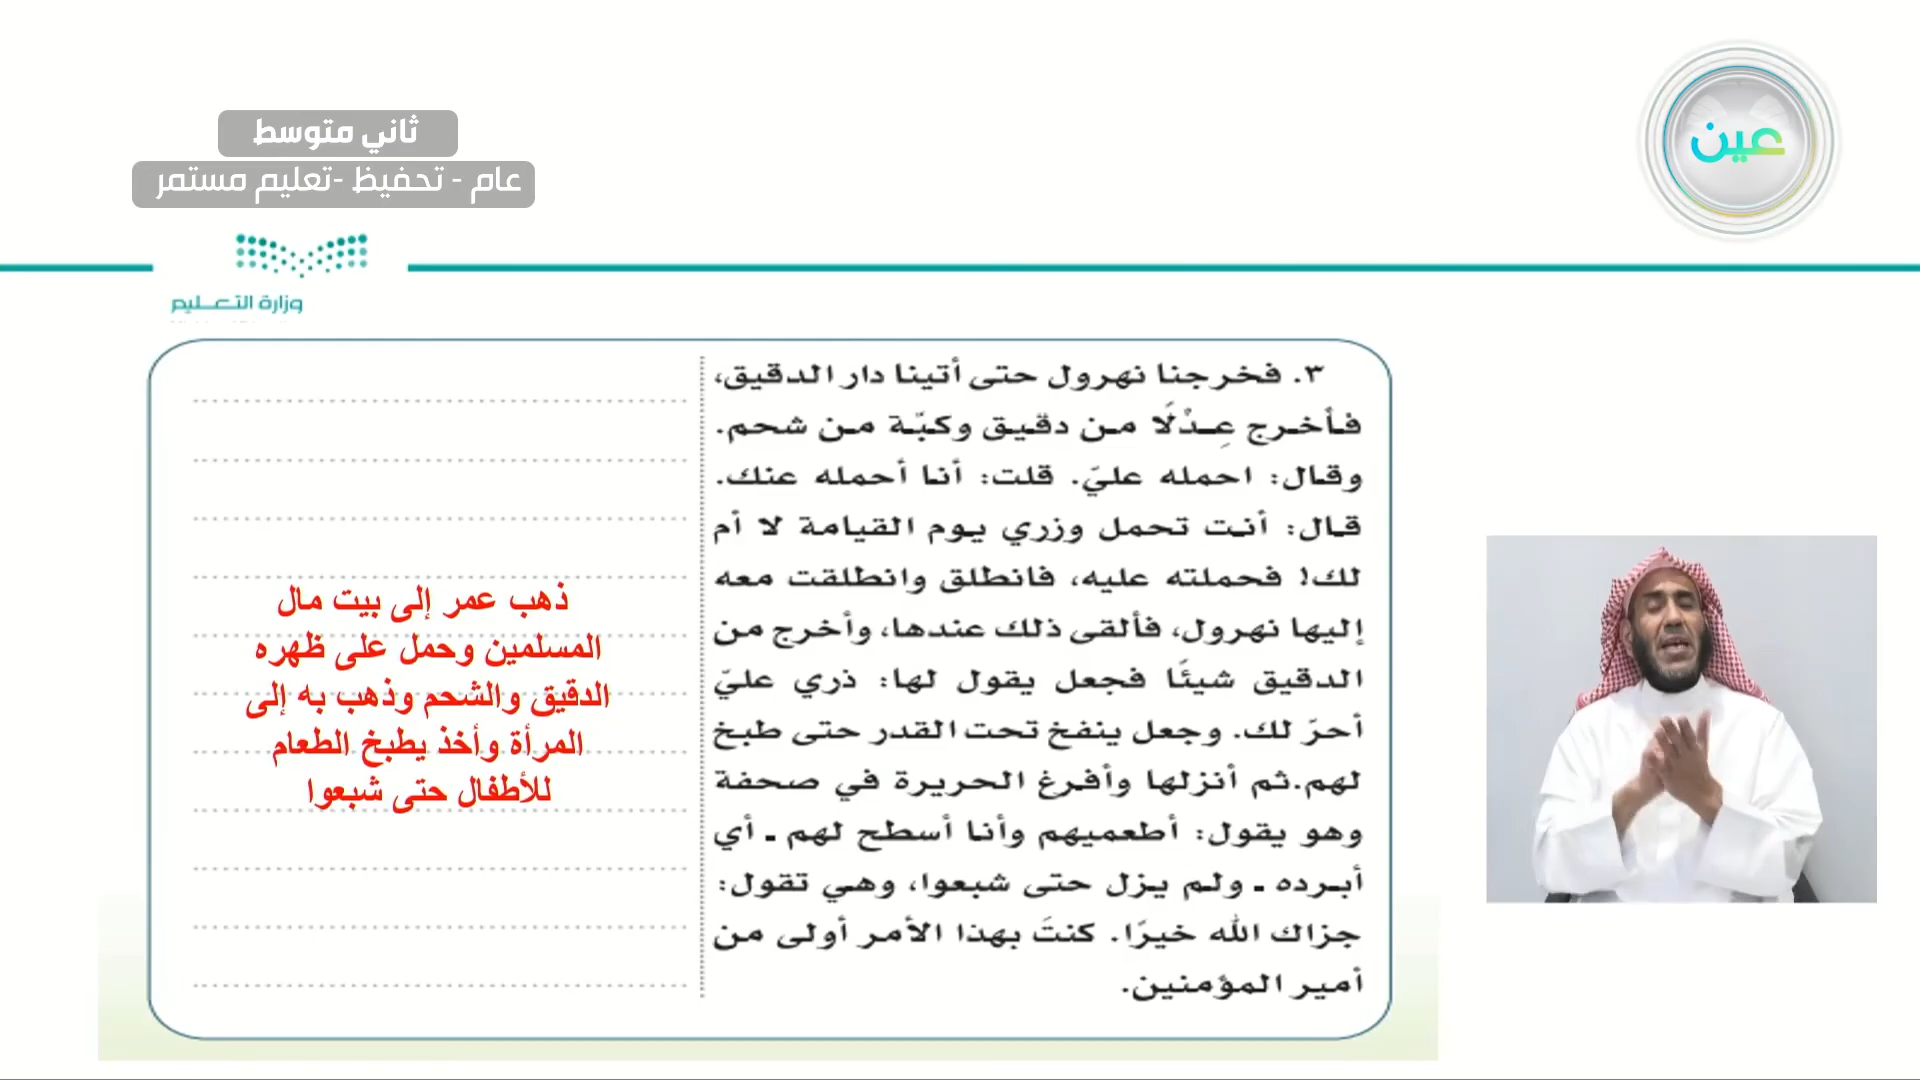 ثاني متوسط
عام - تحفيظ -تعليم مستمر
عين
وزارة التعليم
٣. فخرجنا نهرول حتى أتينا دار الدقيق،
فأخرج عِدْلًا من دقيق وكبّة من شحم.
وقال: احمله عليّ. قلت: أنا أحمله عنك.
قال: أنت تحمل وزري يوم القيامة لا أم
لك! فحملته عليه، فانطلق وانطلقت معه
إليها نهرول، فألقى ذلك عندها، وأخرج من
الدقيق شيئًا فجعل يقول لها: ذري عليّ
أحرّ لك. وجعل ينفخ تحت القدر حتى طبخ
لهم.ثم أنزلها وأفرغ الحريرة في صحفة
وهو يقول: أطعميهم وأنا أسطح لهم - أي
أبرده - ولم يزل حتى شبعوا، وهي تقول:
جزاك الله خيرًا. كنتَ بهذا الأمر أولى من
أمير المؤمنين.
ذهب عمر إلى بيت مال
المسلمين وحمل على ظهره
الدقيق والشحم وذهب به إلى
المرأة وأخذ يطبخ الطعام
للأطفال حتى شبعوا